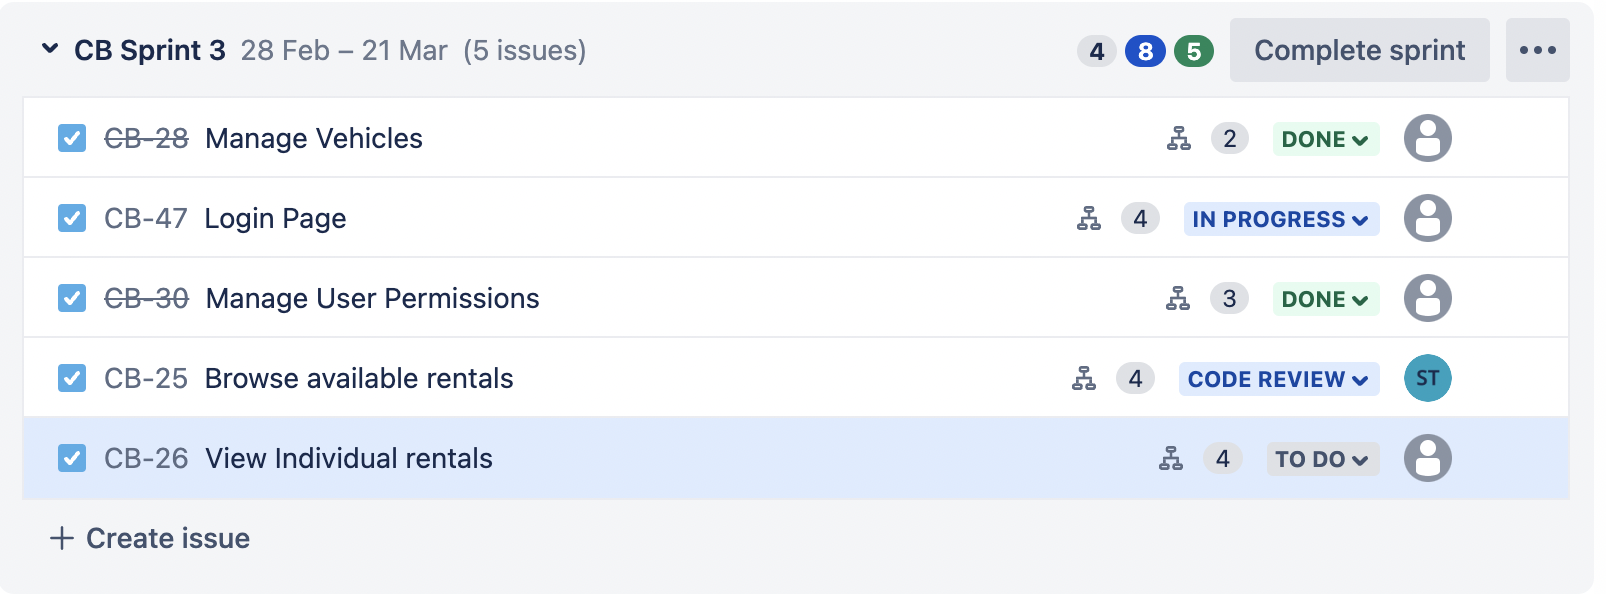 CB Sprint 3 28 Feb – 21 Mar (5 issues) 4 8 5 Complete sprint
CB-28 Manage Vehicles 2 DONE
CB-47 Login Page 4 IN PROGRESS
CB-30 Manage User Permissions 3 DONE
CB-25 Browse available rentals 4 CODE REVIEW ST
CB-26 View Individual rentals 4 TO DO
+ Create issue